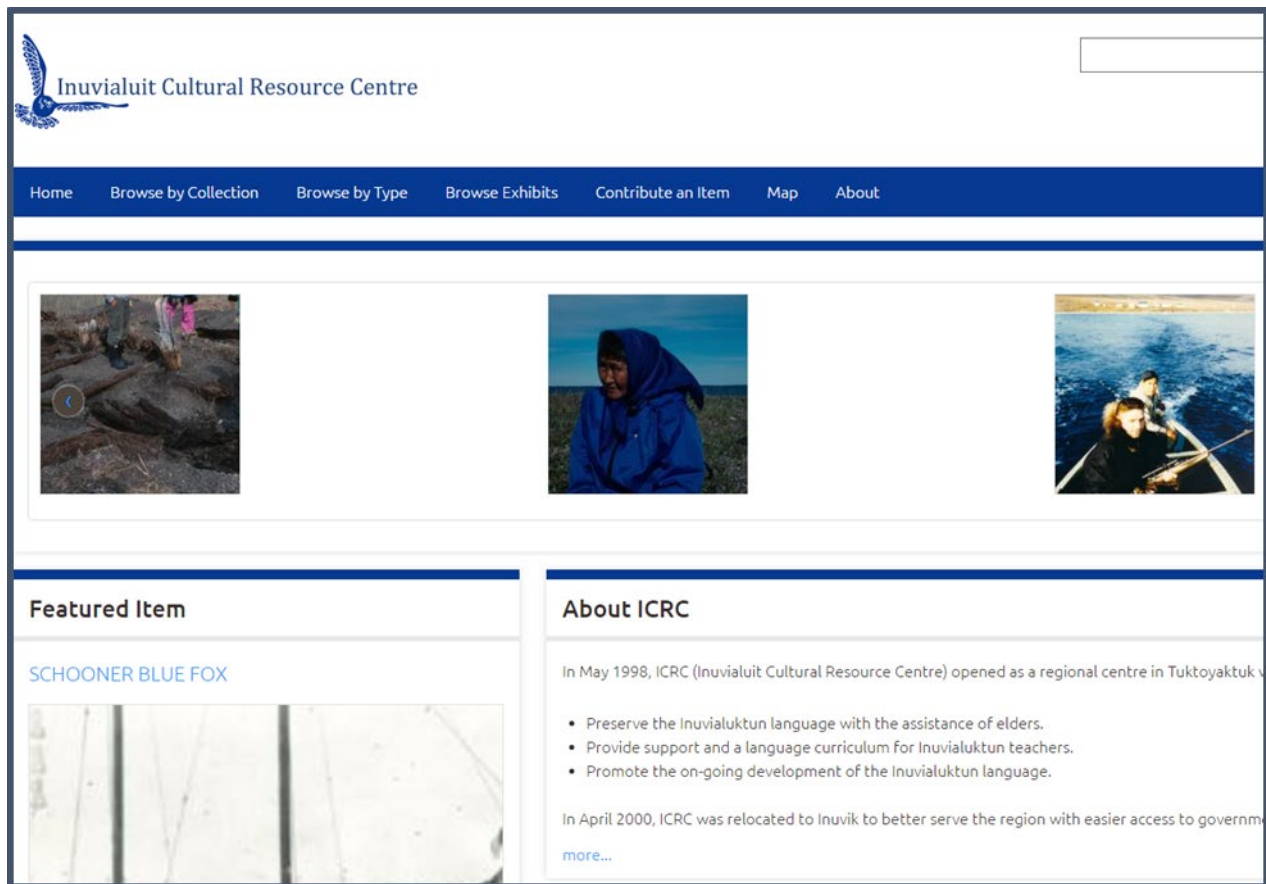 Inuvialuit Cultural Resource Centre
Home Browse by Collection Browse by Type Browse Exhibits Contribute an Item Map About
Featured Item
SCHOONER BLUE FOX
About ICRC
In May 1998, ICRC (Inuvialuit Cultural Resource Centre) opened as a regional centre in Tuktoyaktuk
• Preserve the Inuvialuktun language with the assistance of elders.
• Provide support and a language curriculum for Inuvialuktun teachers.
• Promote the on-going development of the Inuvialuktun language.
In April 2000, ICRC was relocated to Inuvik to better serve the region with easier access to
more...